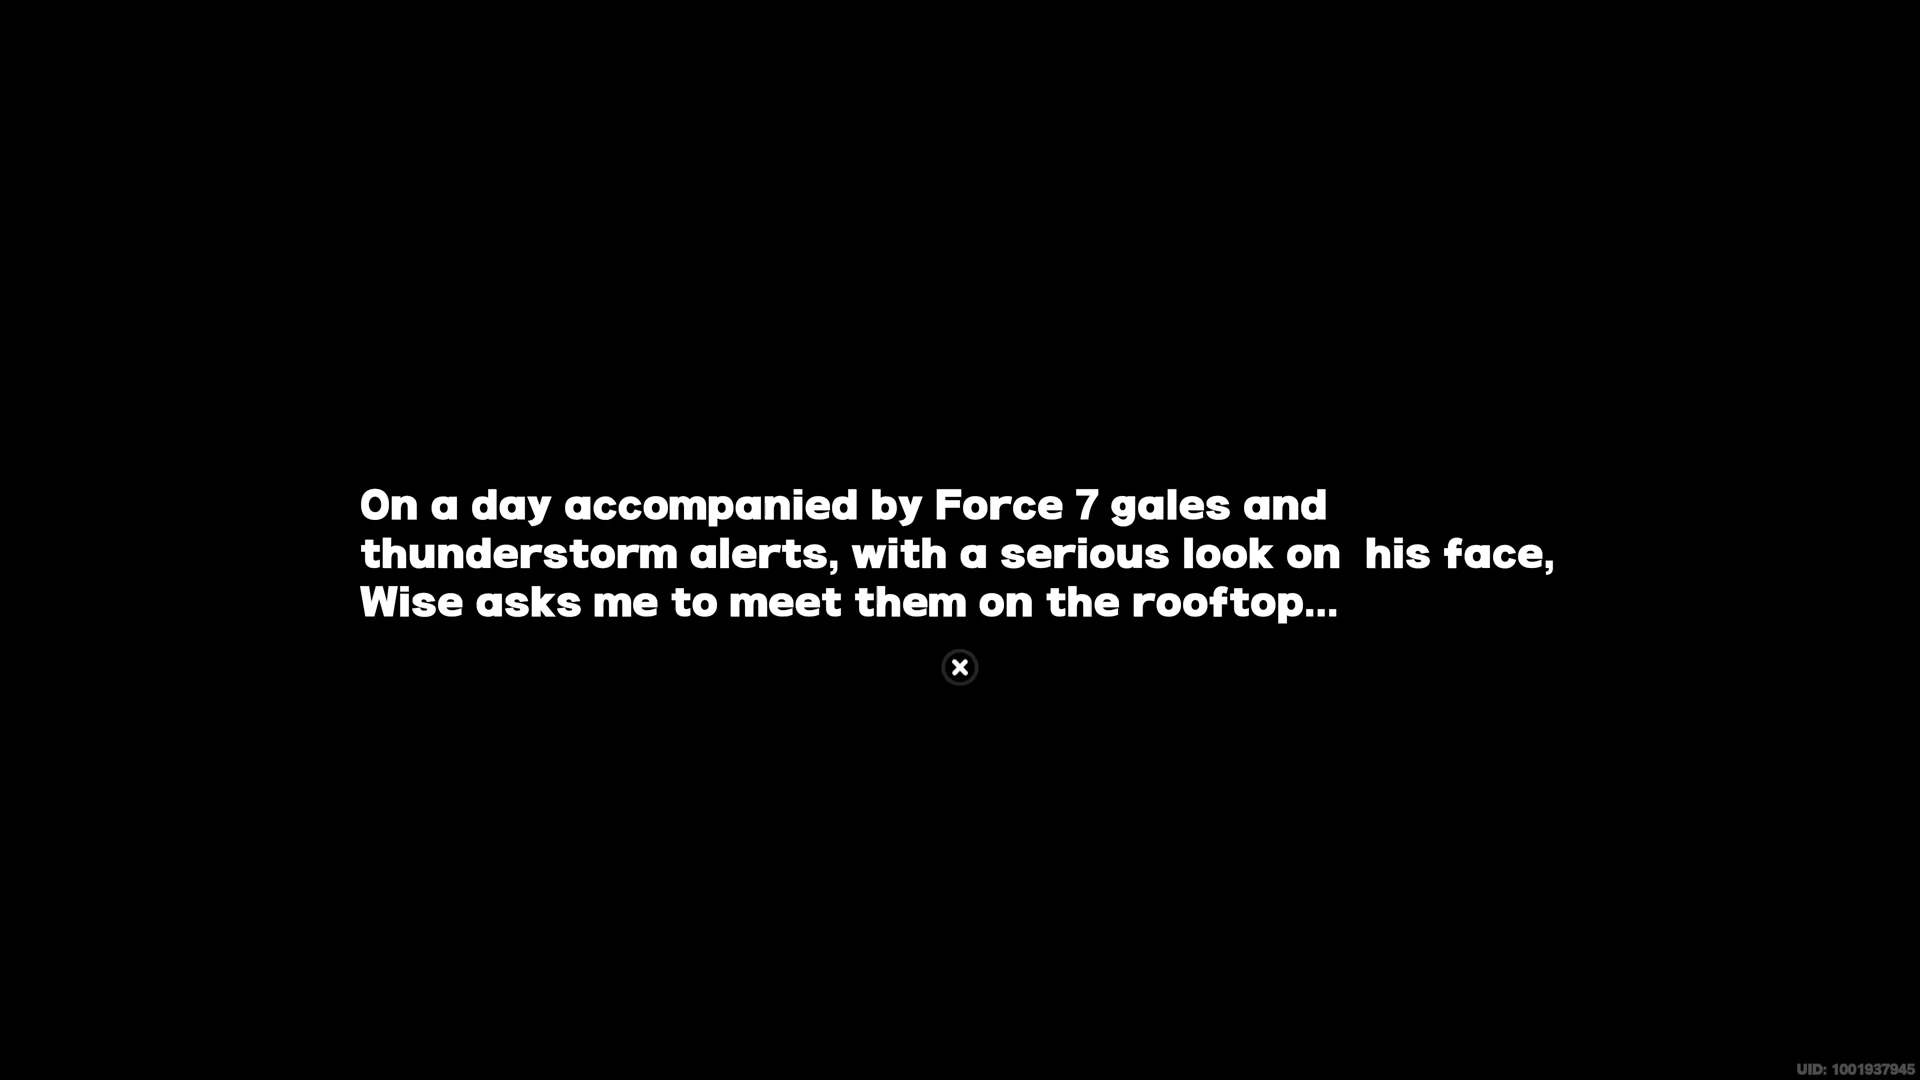 On a day accompanied by Force 7 gales and
thunderstorm alerts, with a serious look on  his face,
Wise asks me to meet them on the rooftop...
UID: 1001937945